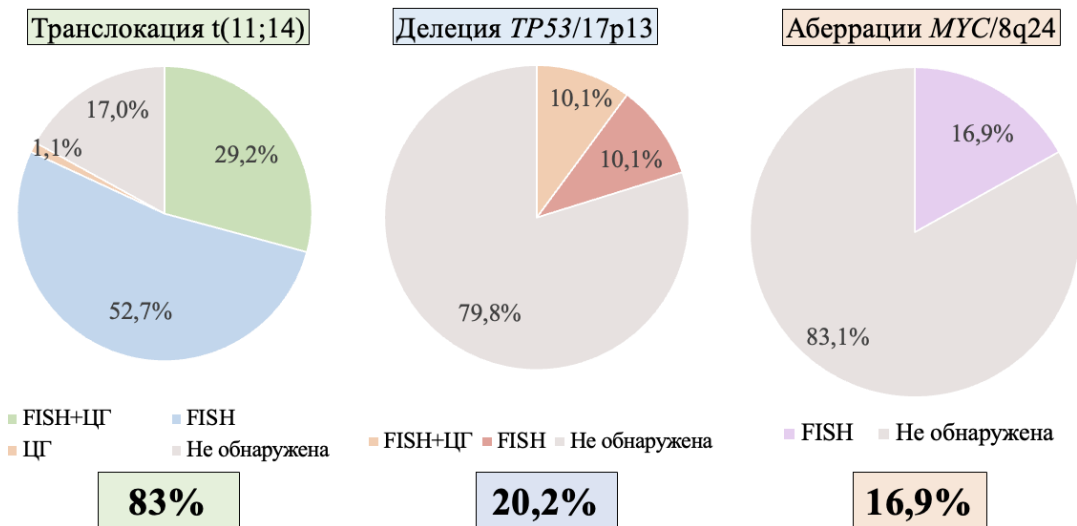 Транслокация t(11;14)
17,0%
1,1%
29,2%
52,7%
FISH+ЦГ
FISH
ЦГ
Не обнаружена
83%
Делеция TP53/17p13
10,1%
10,1%
79,8%
FISH+ЦГ
FISH
Не обнаружена
20,2%
Аберрации MYC/8q24
16,9%
83,1%
FISH
Не обнаружена
16,9%